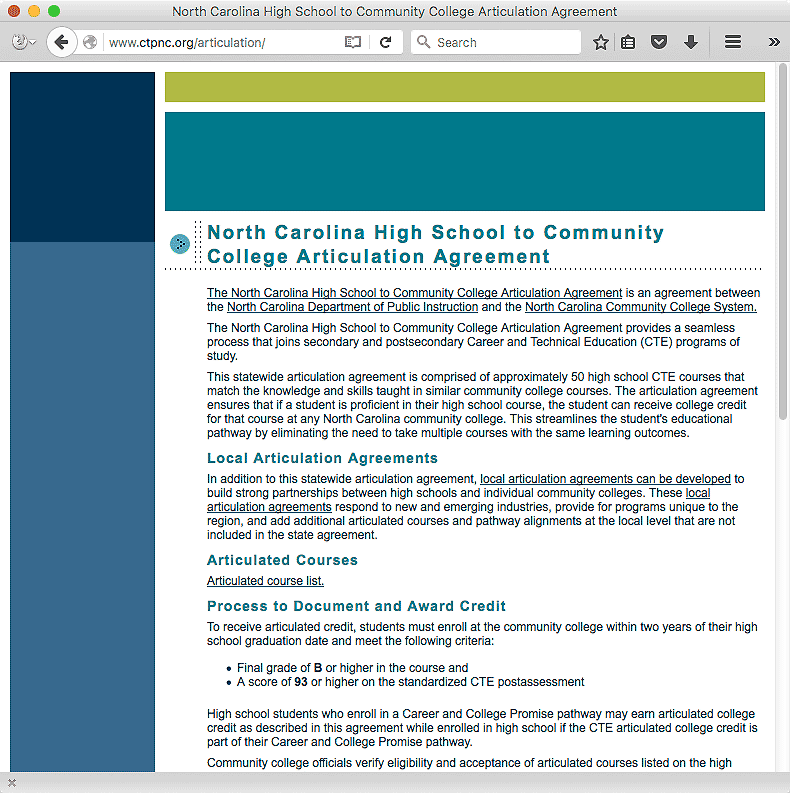 North Carolina High School to Community College Articulation Agreement
www.ctpnc.org/articulation/
Search
North Carolina High School to Community
College Articulation Agreement
The North Carolina High School to Community College Articulation Agreement is an agreement between
the North Carolina Department of Public Instruction and the North Carolina Community College System.
The North Carolina High School to Community College Articulation Agreement provides a seamless
process that joins secondary and postsecondary Career and Technical Education (CTE) programs of
study.
This statewide articulation agreement is comprised of approximately 50 high school CTE courses that
match the knowledge and skills taught in similar community college courses. The articulation agreement
ensures that if a student is proficient in their high school course, the student can receive college credit
for that course at any North Carolina community college. This streamlines the student's educational
pathway by eliminating the need to take multiple courses with the same learning outcomes.
Local Articulation Agreements
In addition to this statewide articulation agreement, local articulation agreements can be developed to
build strong partnerships between high schools and individual community colleges. These local
articulation agreements respond to new and emerging industries, provide for programs unique to the
region, and add additional articulated courses and pathway alignments at the local level that are not
included in the state agreement.
Articulated Courses
Articulated course list.
Process to Document and Award Credit
To receive articulated credit, students must enroll at the community college within two years of their high
school graduation date and meet the following criteria:
• Final grade of B or higher in the course and
• A score of 93 or higher on the standardized CTE postassessment
High school students who enroll in a Career and College Promise pathway may earn articulated college
credit as described in this agreement while enrolled in high school if the CTE articulated college credit is
part of their Career and College Promise pathway.
Community college officials verify eligibility and acceptance of articulated courses listed on the high